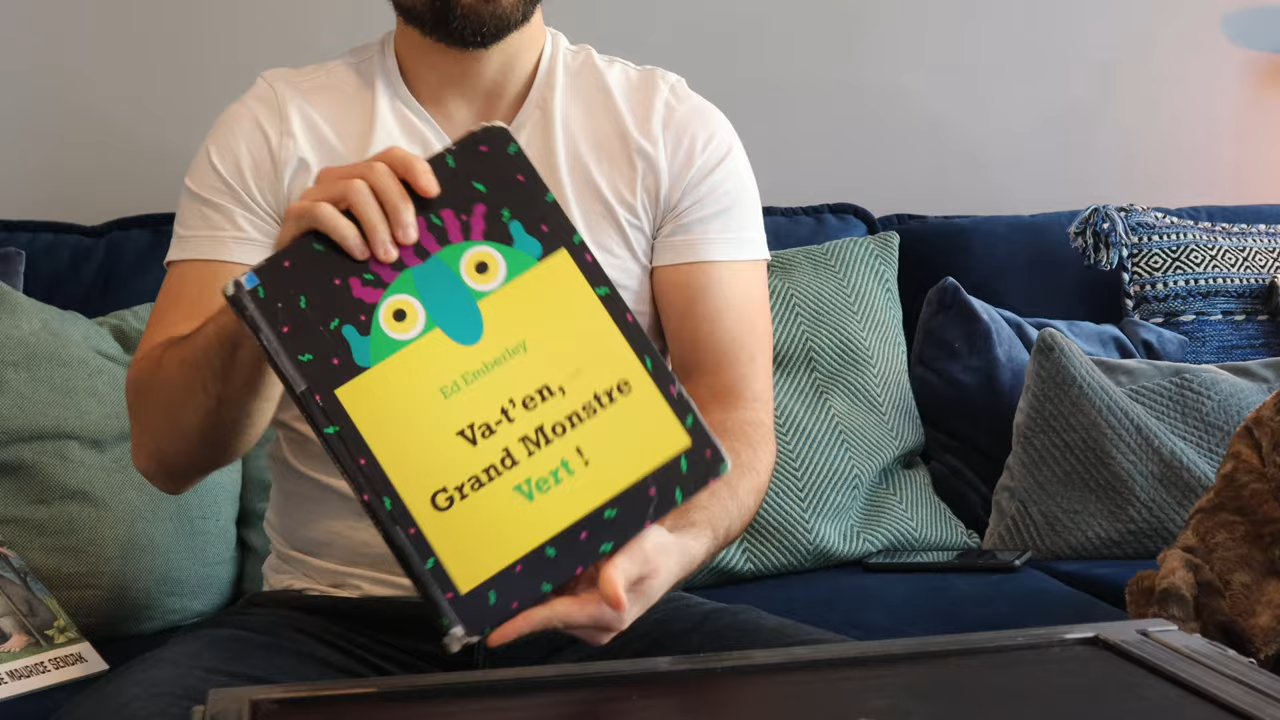 Ed Emberley
Va-t'en,
Grand Monstre
Vert !
MAURICE SENDAK